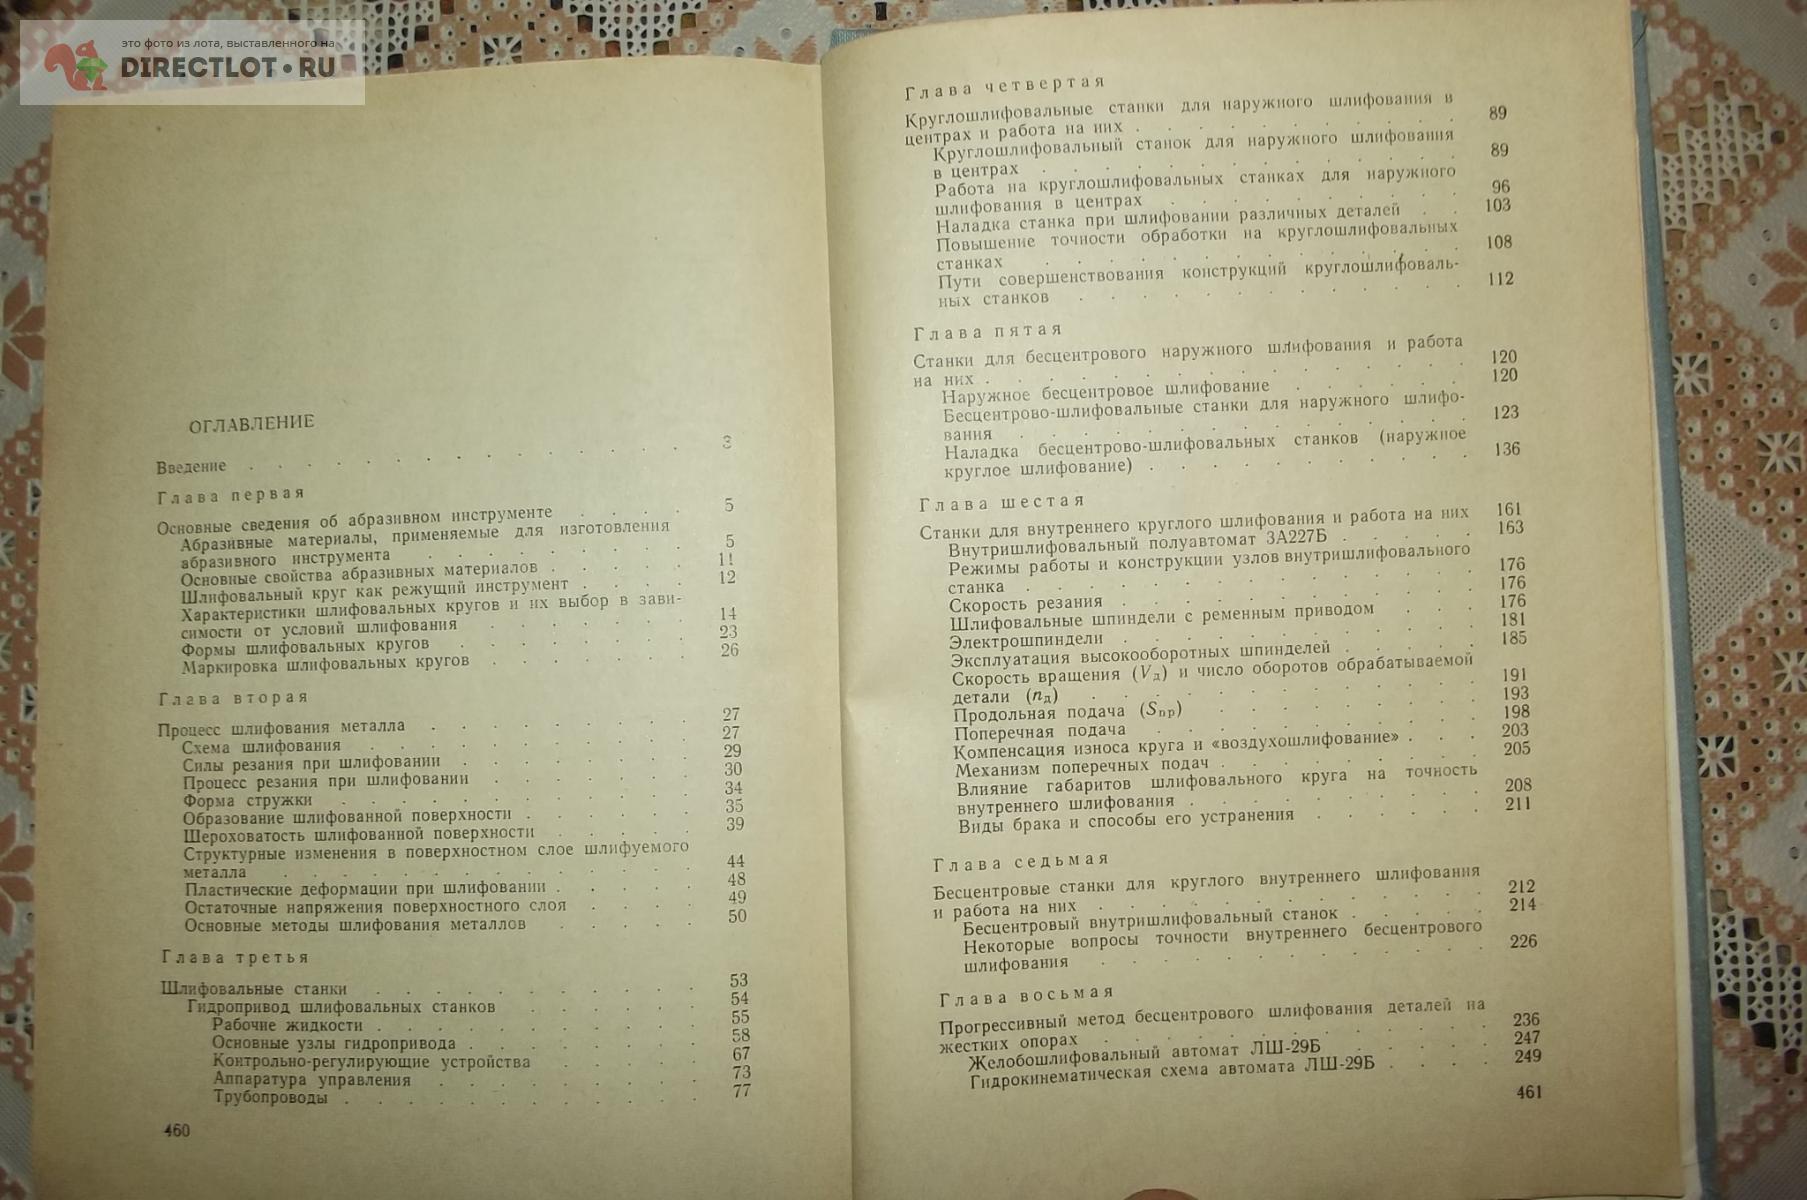 это фото из лота, выставленного на
DIRECTLOT.RU
ОГЛАВЛЕНИЕ
Введение . . . . . . . . . . . . . 3
Глава первая
Основные сведения об абразивном инструменте . . . . 5
Абразивные материалы, применяемые для изготовления
абразивного инструмента . . . . . . . . . 5
Основные свойства абразивных материалов . . . . . 11
Шлифовальный круг как режущий инструмент . . . . 12
Характеристики шлифовальных кругов и их выбор в зави-
симости от условий шлифования . . . . . . . 14
Формы шлифовальных кругов . . . . . . . . 23
Маркировка шлифовальных кругов . . . . . . . 26
Глава вторая
Процесс шлифования металла . . . . . . . . . 27
Схема шлифования . . . . . . . . . . . 27
Силы резания при шлифовании . . . . . . . . 29
Процесс резания при шлифовании . . . . . . . 30
Форма стружки . . . . . . . . . . . . 34
Образование шлифованной поверхности . . . . . . 35
Шероховатость шлифованной поверхности . . . . . 39
Структурные изменения в поверхностном слое шлифуемого
металла . . . . . . . . . . . . . . 44
Пластические деформации при шлифовании . . . . . 48
Остаточные напряжения поверхностного слоя . . . . 49
Основные методы шлифования металлов . . . . . 50
Глава третья
Шлифовальные станки . . . . . . . . . . . 53
Гидропривод шлифовальных станков . . . . . . 54
Рабочие жидкости . . . . . . . . . . . 55
Основные узлы гидропривода . . . . . . . . 58
Контрольно-регулирующие устройства . . . . . 67
Аппаратура управления . . . . . . . . . 73
Трубопроводы . . . . . . . . . . . . 77
460
Глава четвертая
Круглошлифовальные станки для наружного шлифования в
центрах и работа на них . . . . . . . . . . 89
Круглошлифовальный станок для наружного шлифования
в центрах . . . . . . . . . . . . . 89
Работа на круглошлифовальных станках для наружного
шлифования в центрах . . . . . . . . . 96
Наладка станка при шлифовании различных деталей . . 103
Повышение точности обработки на круглошлифовальных
станках . . . . . . . . . . . . . 108
Пути совершенствования конструкций круглошлифоваль-
ных станков . . . . . . . . . . . . 112
Глава пятая
Станки для бесцентрового наружного шлифования и работа
на них . . . . . . . . . . . . . . . 120
Наружное бесцентровое шлифование . . . . . . 120
Бесцентрово-шлифовальные станки для наружного шлифо-
вания . . . . . . . . . . . . . . 123
Наладка бесцентрово-шлифовальных станков (наружное
круглое шлифование) . . . . . . . . . . 136
Глава шестая
Станки для внутреннего круглого шлифования и работа на них 161
Внутришлифовальный полуавтомат 3А227Б . . . . . 163
Режимы работы и конструкции узлов внутришлифовального
станка . . . . . . . . . . . . . . 176
Скорость резания . . . . . . . . . . . 176
Шлифовальные шпиндели с ременным приводом . . . 176
Электрошпиндели . . . . . . . . . . . 181
Эксплуатация высокооборотных шпинделей . . . . . 185
Скорость вращения (Vд) и число оборотов обрабатываемой
детали (nд) . . . . . . . . . . . . 191
Продольная подача (Sпр) . . . . . . . . . 193
Поперечная подача . . . . . . . . . . . 198
Компенсация износа круга и «воздухошлифование» . . . 203
Механизм поперечных подач . . . . . . . . . 205
Влияние габаритов шлифовального круга на точность
внутреннего шлифования . . . . . . . . . 208
Виды брака и способы его устранения . . . . . . 211
Глава седьмая
Бесцентровые станки для круглого внутреннего шлифования
и работа на них . . . . . . . . . . . . 212
Бесцентровый внутришлифовальный станок . . . . . 214
Некоторые вопросы точности внутреннего бесцентрового
шлифования . . . . . . . . . . . . 226
Глава восьмая
Прогрессивный метод бесцентрового шлифования деталей на
жестких опорах . . . . . . . . . . . . 236
Желобошлифовальный автомат ЛШ-29Б . . . . . 247
Гидрокинематическая схема автомата ЛШ-29Б . . . . 249
461